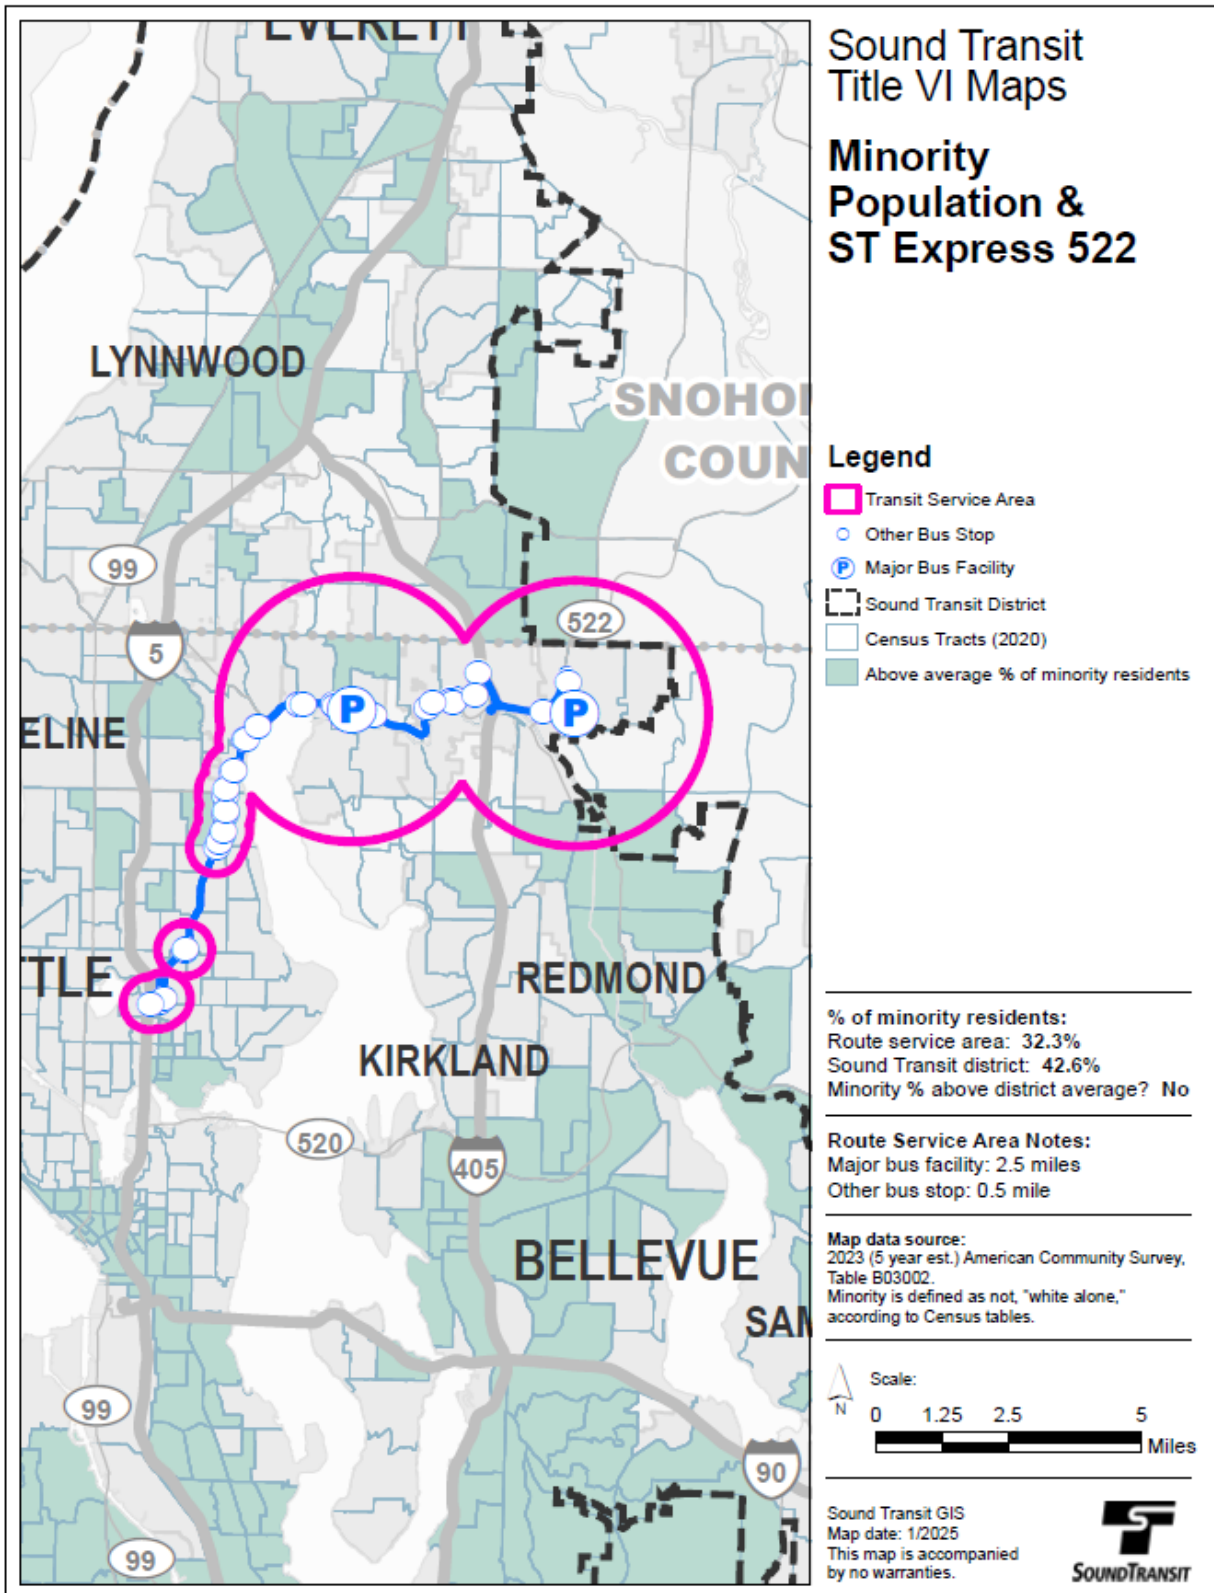 EVERETT
LYNNWOOD
SNOHO
COUN
99
5
522
ELINE
P
P
TTLE
REDMOND
KIRKLAND
520
405
BELLEVUE
SAM
99
90
99
Sound Transit
Title VI Maps
Minority
Population &
ST Express 522
Legend
Transit Service Area
Other Bus Stop
P Major Bus Facility
Sound Transit District
Census Tracts (2020)
Above average % of minority residents
% of minority residents:
Route service area: 32.3%
Sound Transit district: 42.6%
Minority % above district average? No
Route Service Area Notes:
Major bus facility: 2.5 miles
Other bus stop: 0.5 mile
Map data source:
2023 (5 year est.) American Community Survey,
Table B03002.
Minority is defined as not, "white alone,"
according to Census tables.
Scale:
N
0 1.25 2.5 5
Miles
Sound Transit GIS
Map date: 1/2025
This map is accompanied
by no warranties.
SOUNDTRANSIT